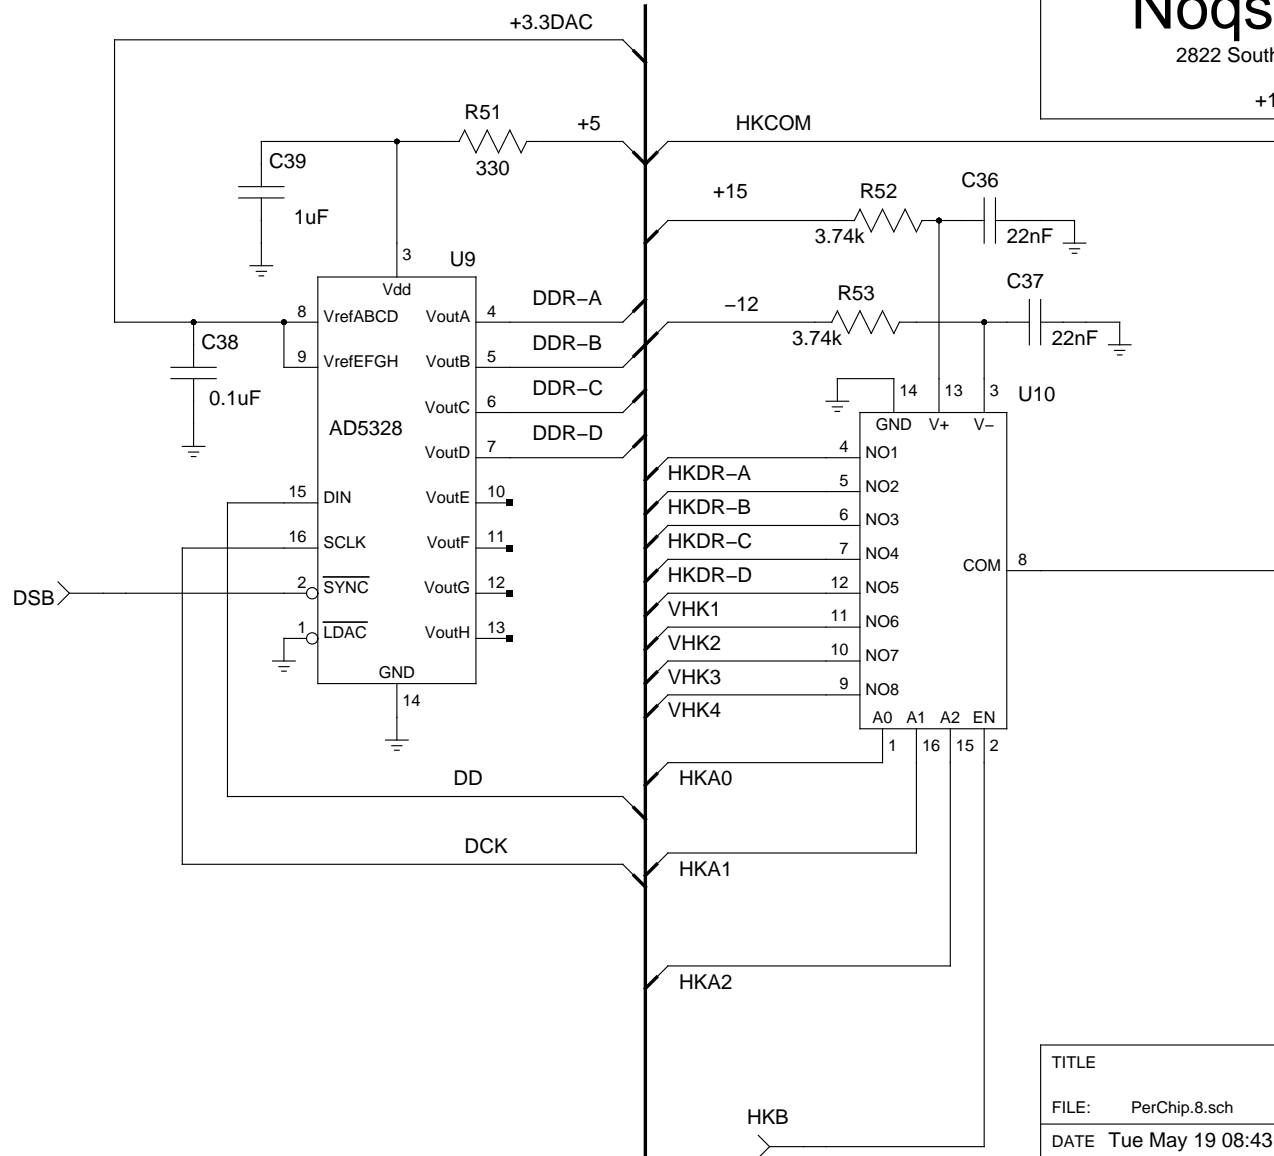 +3.3DAC
Noqs
2822 South
+1
R51
+5
330
HKCOM
C39
1uF
+15
R52
3.74k
C36
22nF
3
U9
Vdd
8
VrefABCD
VoutA
4
DDR−A
−12
R53
3.74k
C37
22nF
C38
0.1uF
9
VrefEFGH
VoutB
5
DDR−B
VoutC
6
DDR−C
AD5328
VoutD
7
DDR−D
14
13
3
U10
GND
V+
V−
4
NO1
HKDR−A
5
NO2
HKDR−B
6
NO3
HKDR−C
7
NO4
HKDR−D
12
NO5
VHK1
11
NO6
VHK2
10
NO7
VHK3
9
NO8
VHK4
COM
8
15
DIN
VoutE
10
16
SCLK
VoutF
11
DSB
2
SYNC
VoutG
12
1
LDAC
VoutH
13
GND
14
A0
A1
A2
EN
1
16
15
2
HKA0
DD
DCK
HKA1
HKA2
HKB
TITLE
FILE: PerChip.8.sch
DATE Tue May 19 08:43